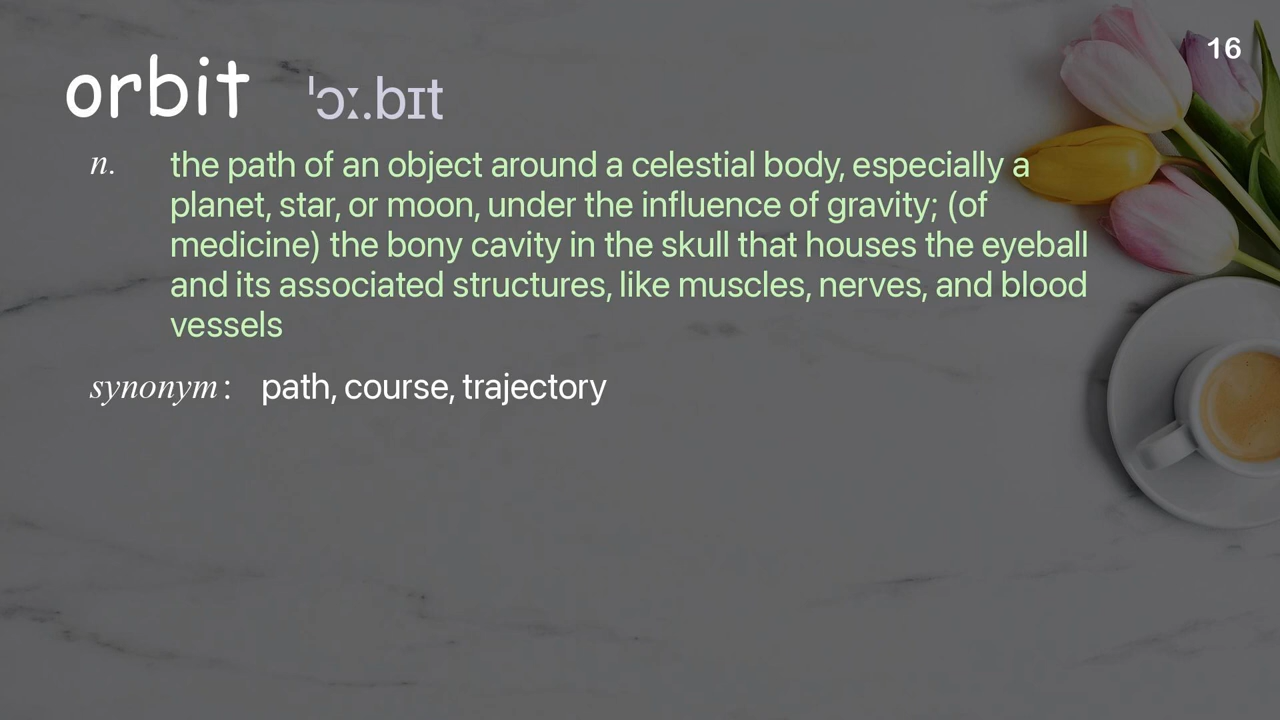 16
orbit ˈɔː.bɪt
n. the path of an object around a celestial body, especially a
planet, star, or moon, under the influence of gravity; (of
medicine) the bony cavity in the skull that houses the eyeball
and its associated structures, like muscles, nerves, and blood
vessels
synonym: path, course, trajectory